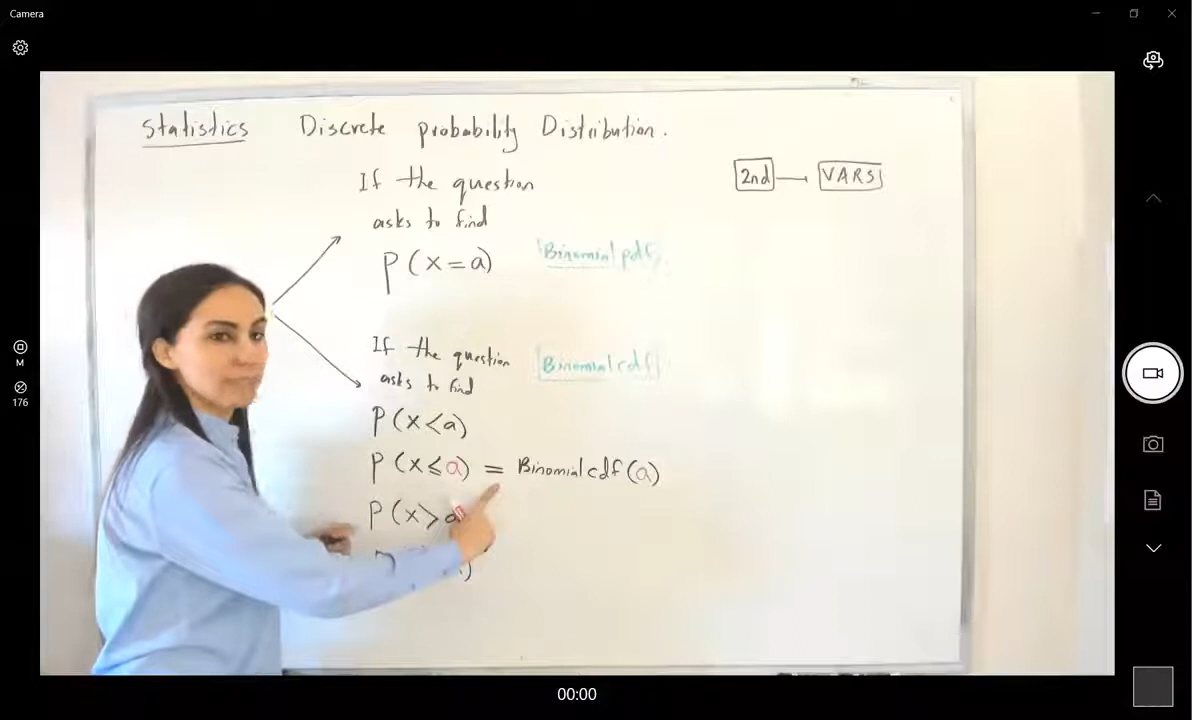 Camera
Statistics Discrete probability Distribution.
If the question
asks to find
2nd VARS
P(x=a) Binomial pdf
If the question
asks to find
Binomial cdf
P(x<a)
P(x≤a) = Binomial cdf (a)
P(x>a
M
176
00:00